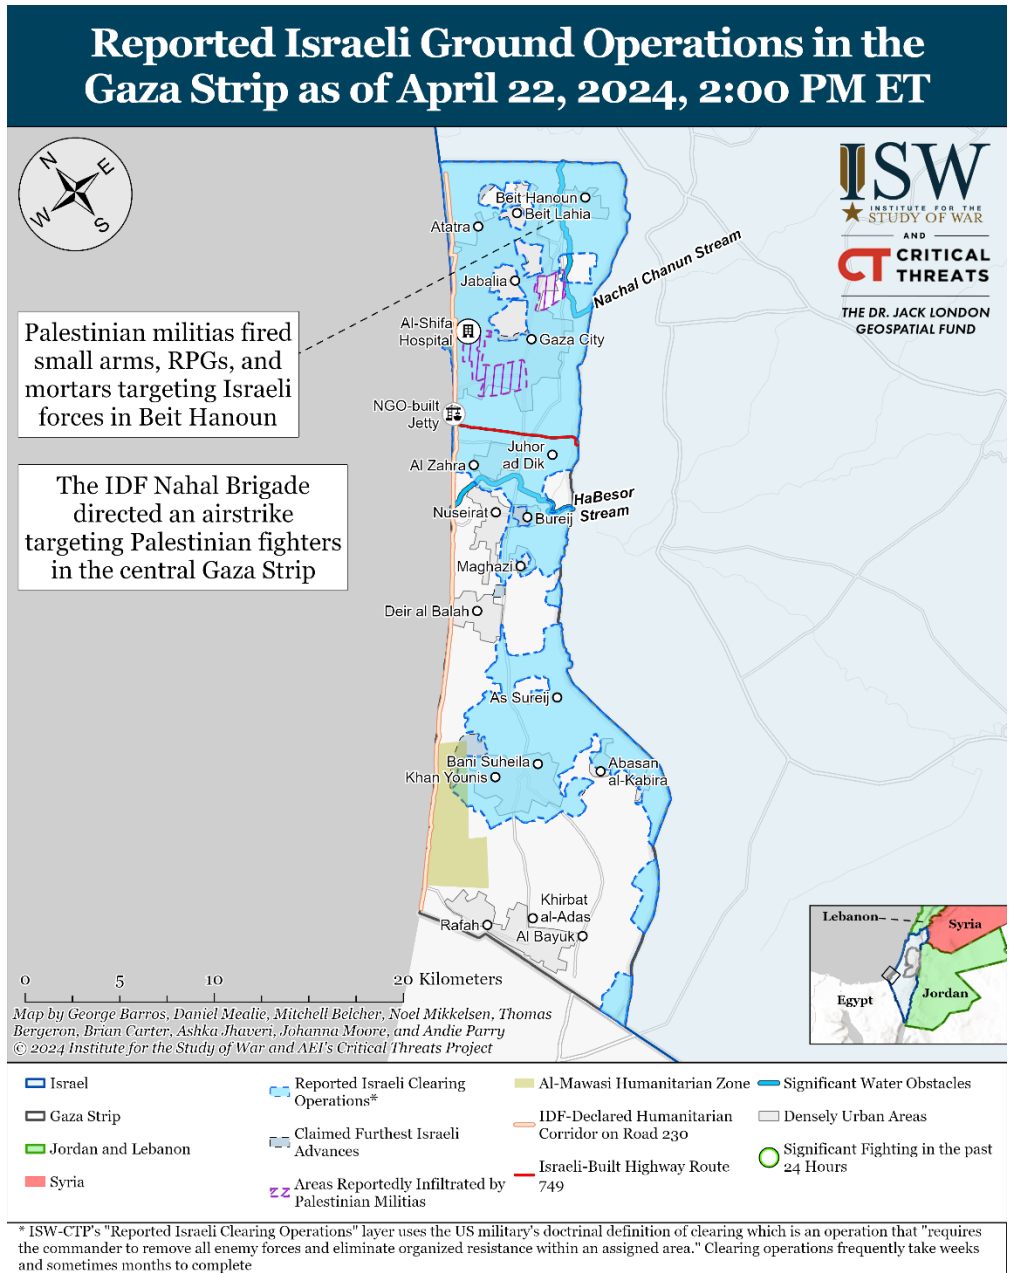 Reported Israeli Ground Operations in the
Gaza Strip as of April 22, 2024, 2:00 PM ET
N
E
W
S
ISW
INSTITUTE FOR THE
STUDY OF WAR
AND
CT CRITICAL
THREATS
THE DR. JACK LONDON
GEOSPATIAL FUND
Beit Hanoun
Beit Lahia
Atatra
Nachal Chanun Stream
Jabalia
Al-Shifa
Hospital
Gaza City
Palestinian militias fired
small arms, RPGs, and
mortars targeting Israeli
forces in Beit Hanoun
NGO-built
Jetty
Juhor
ad Dik
Al Zahra
The IDF Nahal Brigade
directed an airstrike
targeting Palestinian fighters
in the central Gaza Strip
HaBesor
Stream
Nuseirat
Bureij
Maghazi
Deir al Balah
As Sureij
Bani Suheila
Khan Younis
Abasan
al-Kabira
Khirbat
al-Adas
Rafah
Al Bayuk
Lebanon
Syria
Egypt
Jordan
0 5 10 20 Kilometers
Map by George Barros, Daniel Mealie, Mitchell Belcher, Noel Mikkelsen, Thomas
Bergeron, Brian Carter, Ashka Jhaveri, Johanna Moore, and Andie Parry
© 2024 Institute for the Study of War and AEI's Critical Threats Project
Israel
Gaza Strip
Jordan and Lebanon
Syria
Reported Israeli Clearing
Operations*
Claimed Furthest Israeli
Advances
Areas Reportedly Infiltrated by
Palestinian Militias
Al-Mawasi Humanitarian Zone
IDF-Declared Humanitarian
Corridor on Road 230
Israeli-Built Highway Route
749
Significant Water Obstacles
Densely Urban Areas
Significant Fighting in the past
24 Hours
* ISW-CTP's "Reported Israeli Clearing Operations" layer uses the US military's doctrinal definition of clearing which is an operation that "requires
the commander to remove all enemy forces and eliminate organized resistance within an assigned area." Clearing operations frequently take weeks
and sometimes months to complete